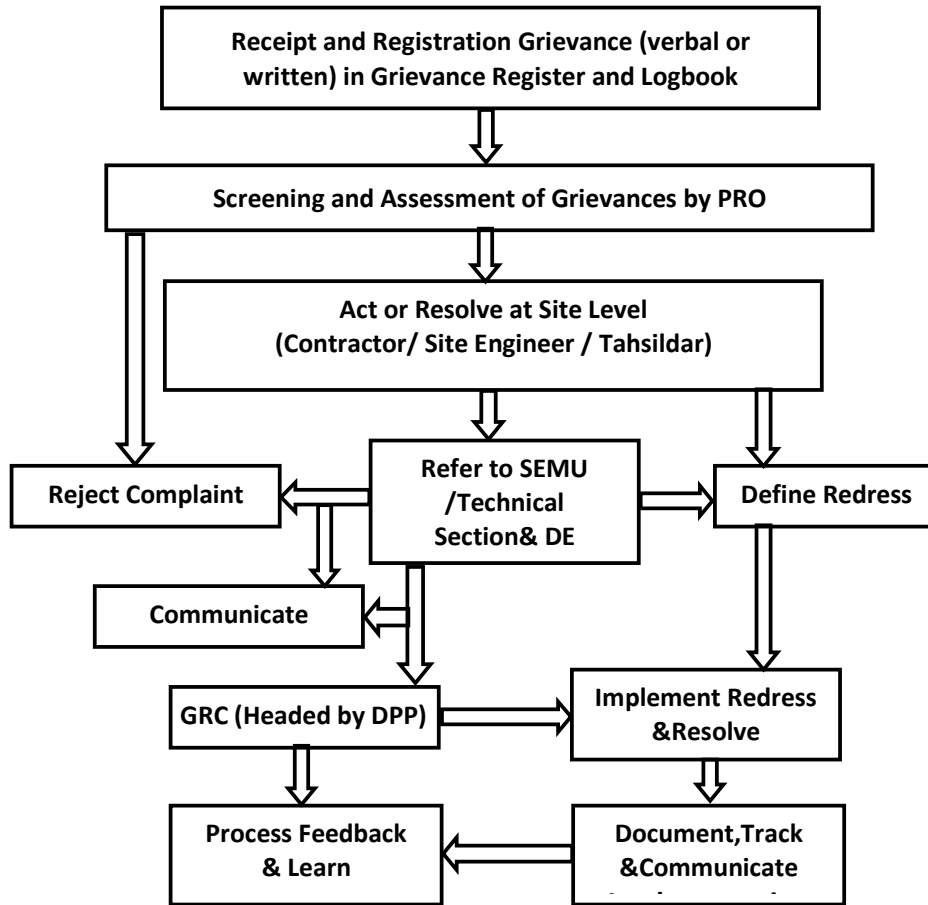 Receipt and Registration Grievance (verbal or
written) in Grievance Register and Logbook
Screening and Assessment of Grievances by PRO
Act or Resolve at Site Level
(Contractor/ Site Engineer / Tahsildar)
Reject Complaint
Refer to SEMU
/Technical
Section& DE
Define Redress
Communicate
GRC (Headed by DPP)
Implement Redress
&Resolve
Process Feedback
& Learn
Document,Track
&Communicate